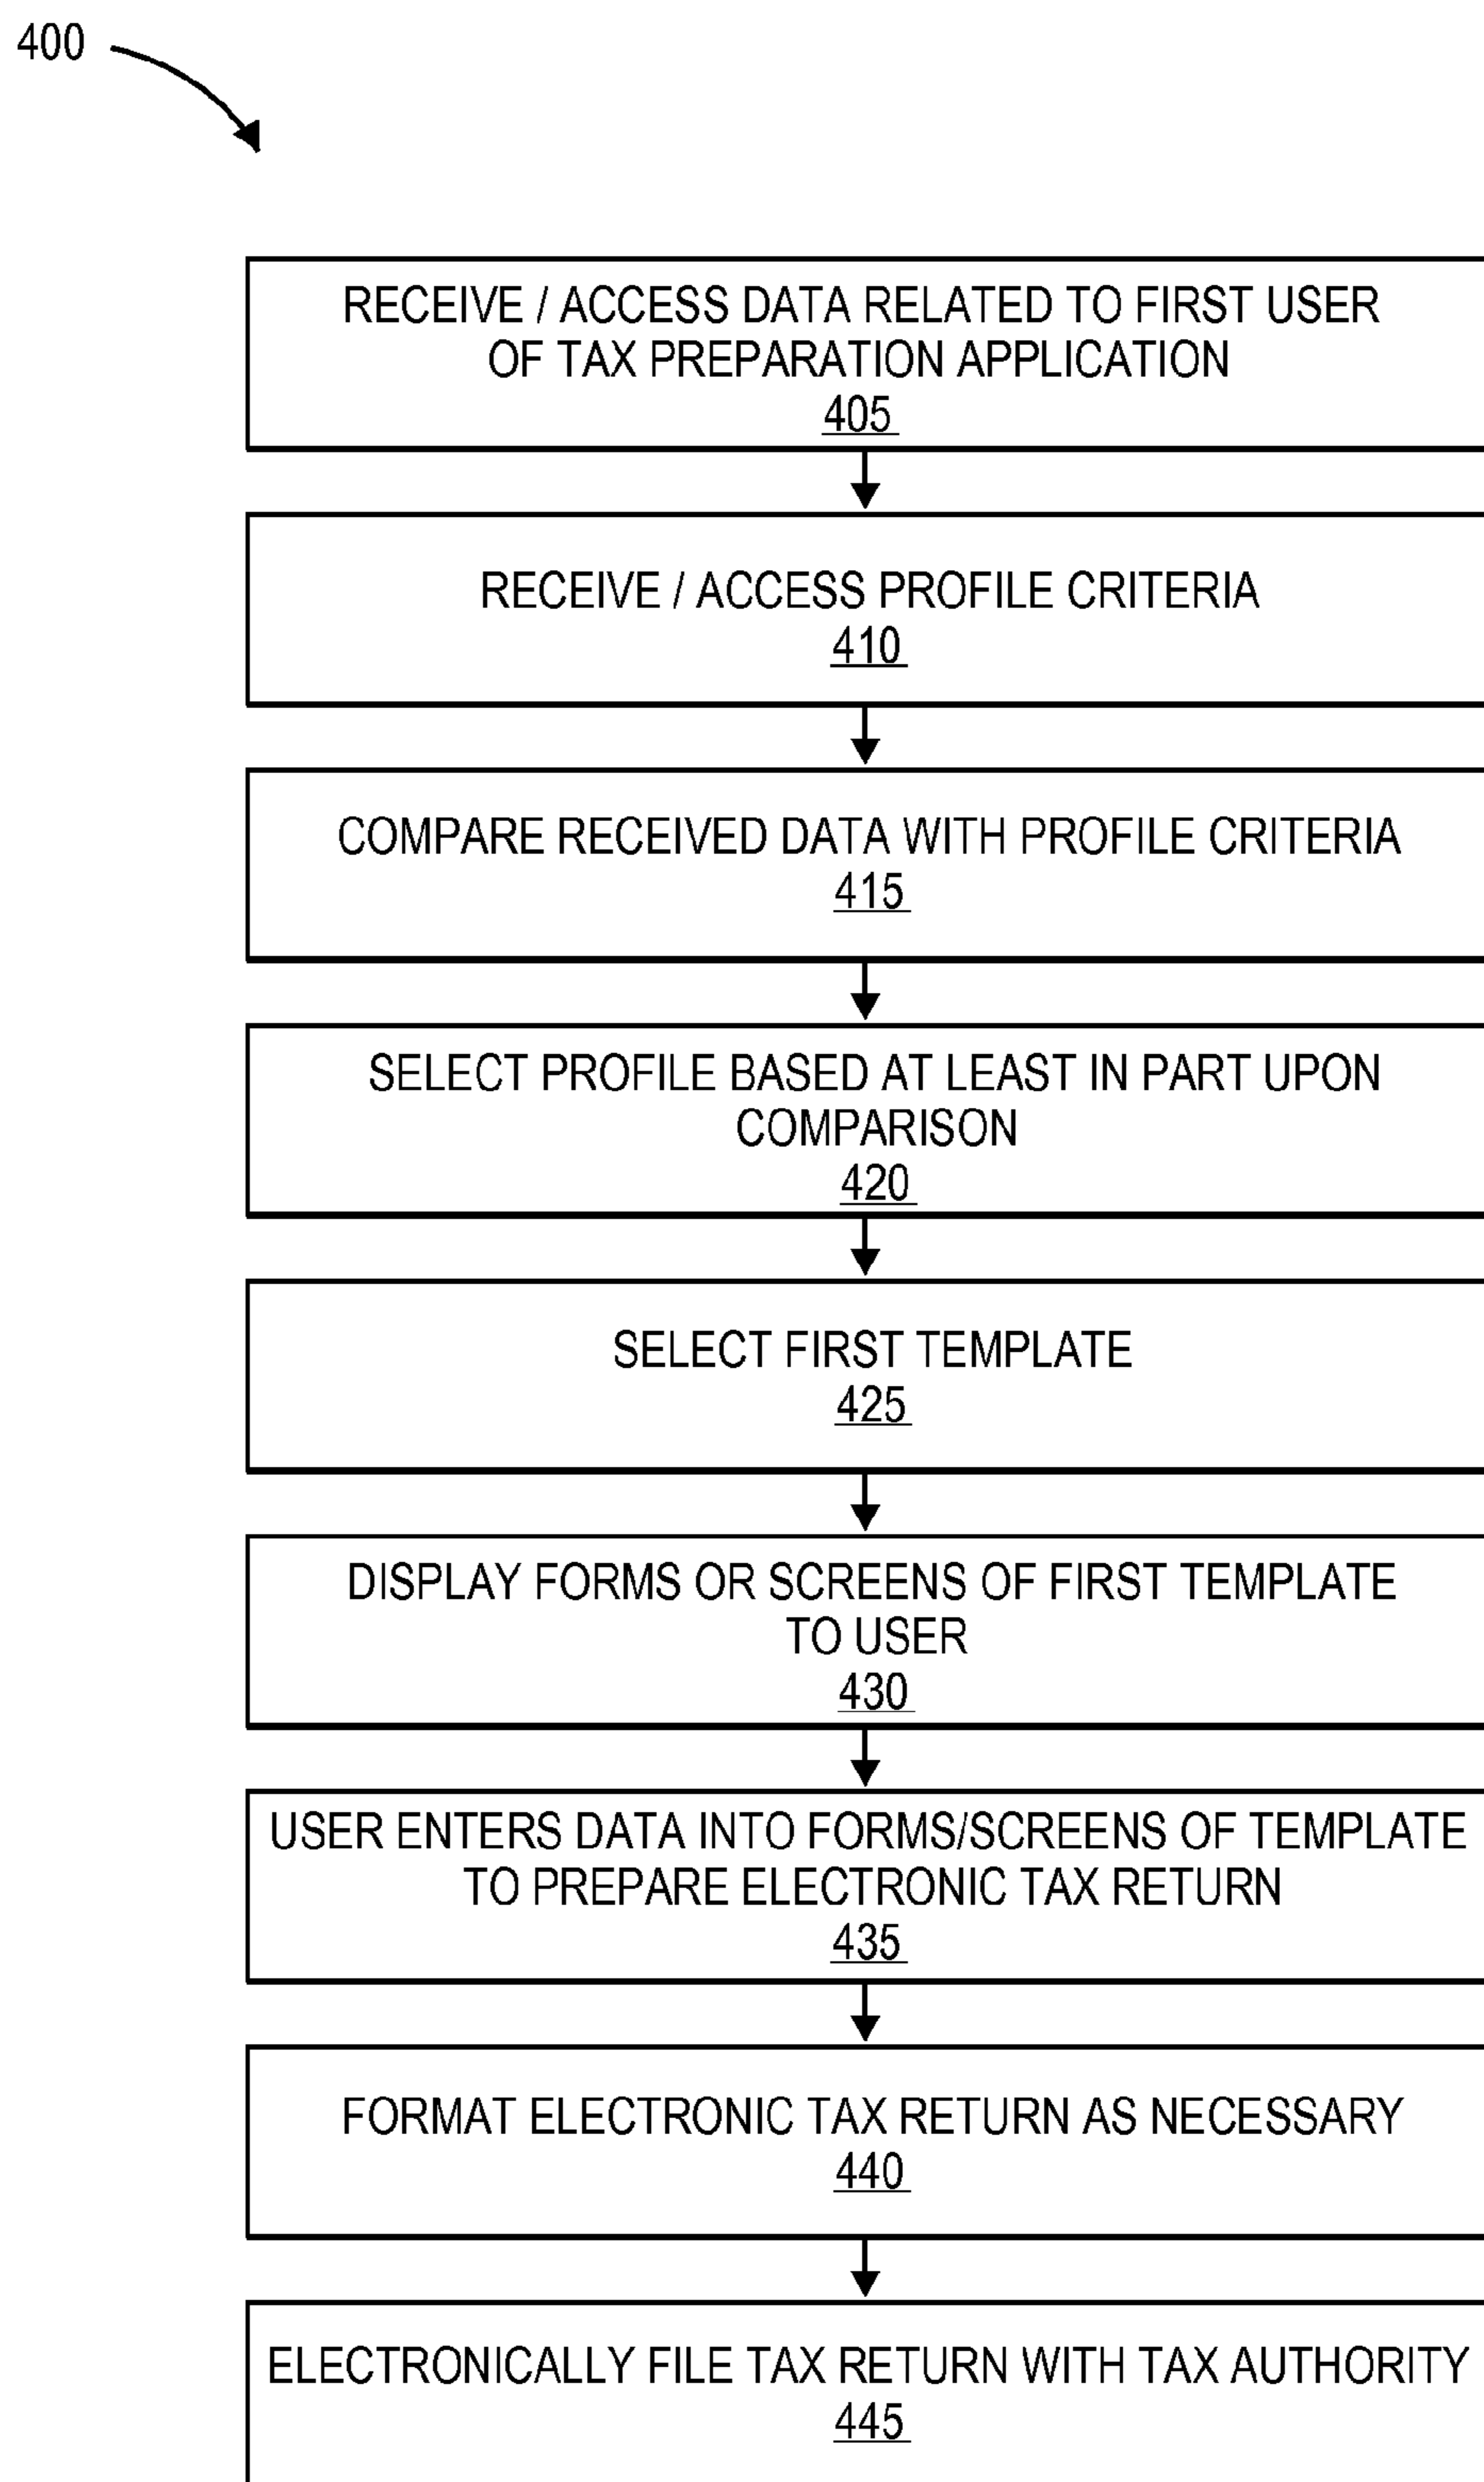 400
RECEIVE / ACCESS DATA RELATED TO FIRST USER
OF TAX PREPARATION APPLICATION
405
RECEIVE / ACCESS PROFILE CRITERIA
410
COMPARE RECEIVED DATA WITH PROFILE CRITERIA
415
SELECT PROFILE BASED AT LEAST IN PART UPON
COMPARISON
420
SELECT FIRST TEMPLATE
425
DISPLAY FORMS OR SCREENS OF FIRST TEMPLATE
TO USER
430
USER ENTERS DATA INTO FORMS/SCREENS OF TEMPLATE
TO PREPARE ELECTRONIC TAX RETURN
435
FORMAT ELECTRONIC TAX RETURN AS NECESSARY
440
ELECTRONICALLY FILE TAX RETURN WITH TAX AUTHORITY
445